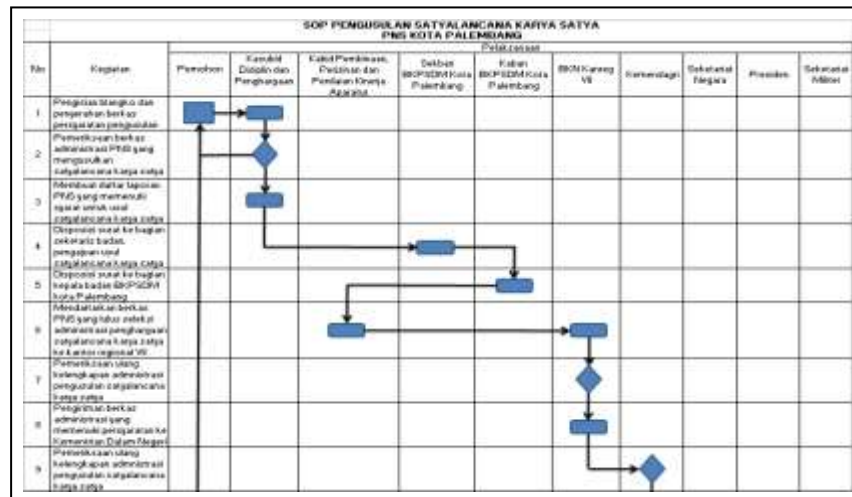 SOP PENGUSULAN SATYALANCANA KARYA SATYA
PNS KOTA PALEMBANG
Pelaksanaan
No
Kegiatan
Pemohon
Kasubid
Disiplin dan
Penghargaan
Kabid Pembinaan,
Perizinan dan
Penilaian Kinerja
Aparatur
Sekban
BKPSDM Kota
Palembang
Kaban
BKPSDM Kota
Palembang
BKN Kanreg
VII
Kemendagri
Sekretariat
Negara
Presiden
Sekretariat
Militer
1
Pengisian blangko dan
penyerahan berkas
persyaratan pengusulan
2
Pemeriksaan berkas
administrasi PNS yang
mengusulkan
satyalancana karya satya
3
Membuat daftar laporan
PNS yang memenuhi
syarat untuk usul
satyalancana karya satya
4
Disposisi surat ke bagian
sekretaris badan,
pengajuan usul
satyalancana karya satya
5
Disposisi surat ke bagian
kepala badan BKPSDM
kota Palembang
6
berkas
PNS yang lulus seleksi
administrasi penghargaan
satyalancana karya satya
ke kantor regional VII
7
Pemeriksaan ulang
kelengkapan administrasi
pengusulan satyalancana
karya satya
8
Pengiriman berkas
administrasi yang
memenuhi persyaratan ke
Kementrian Dalam Negeri
9
Pemeriksaan ulang
kelengkapan administrasi
pengusulan satyalancana
karya satya